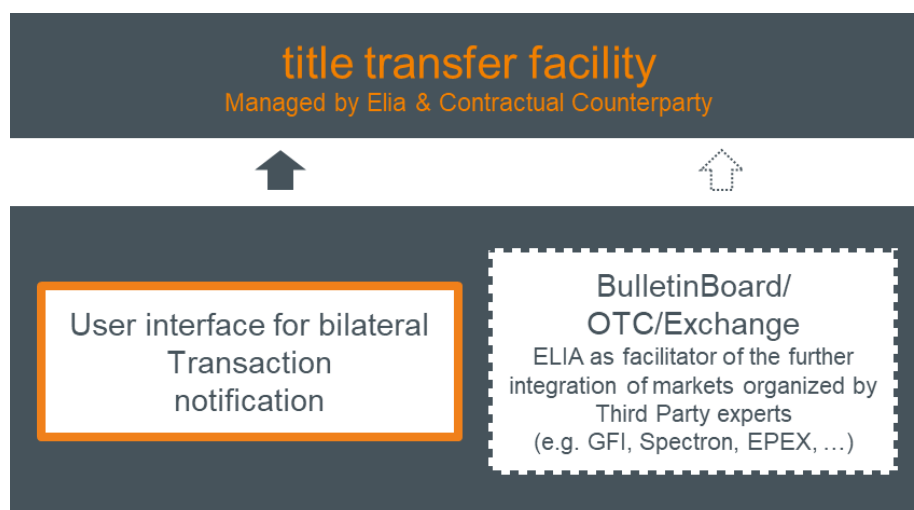 title transfer facility
Managed by Elia & Contractual Counterparty
User interface for bilateral
Transaction
notification
BulletinBoard/
OTC/Exchange
ELIA as facilitator of the further
integration of markets organized by
Third Party experts
(e.g. GFI, Spectron, EPEX, …)